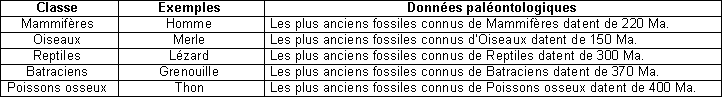 Classe Exemples Données paléontologiques
Mammifères Homme Les plus anciens fossiles connus de Mammifères datent de 220 Ma.
Oiseaux Merle Les plus anciens fossiles connus d'Oiseaux datent de 150 Ma.
Reptiles Lézard Les plus anciens fossiles connus de Reptiles datent de 300 Ma.
Batraciens Grenouille Les plus anciens fossiles connus de Batraciens datent de 370 Ma.
Poissons osseux Thon Les plus anciens fossiles connus de Poissons osseux datent de 400 Ma.